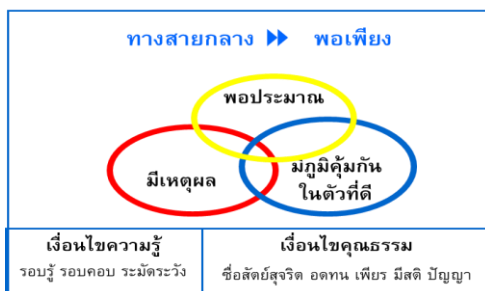 ทางสายกลาง พอเพียง
พอประมาณ
มีเหตุผล
มีภูมิคุ้มกัน
ในตัวที่ดี
เงื่อนไขความรู้
รอบรู้ รอบคอบ ระมัดระวัง
เงื่อนไขคุณธรรม
ซื่อสัตย์สุจริต อดทน เพียร มีสติ ปัญญา